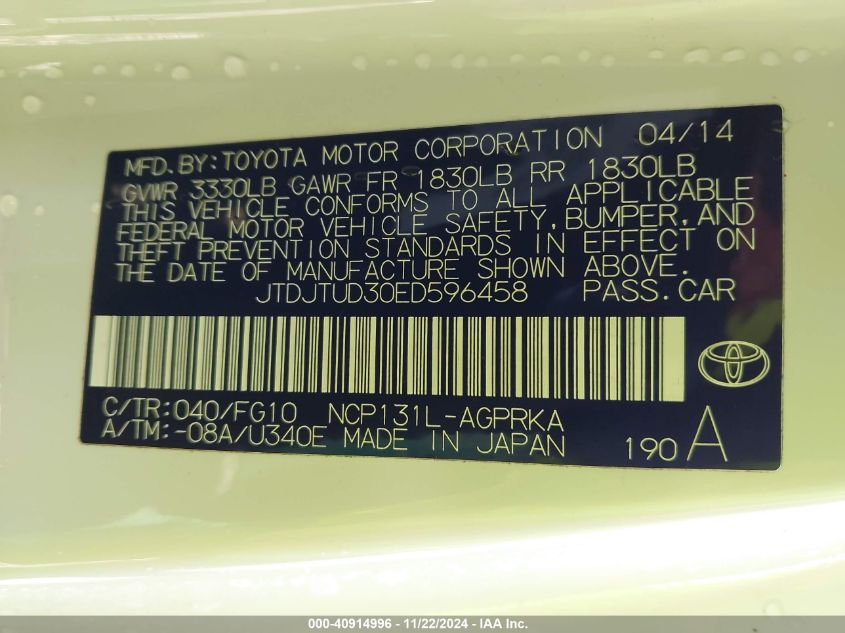 MFD.BY:TOYOTA MOTOR CORPORATION 04/14
GVWR 3330LB GAWR FR 1830LB RR 1830LB
THIS VEHICLE CONFORMS TO ALL APPLICABLE
FEDERAL MOTOR VEHICLE SAFETY, BUMPER, AND
THEFT PREVENTION STANDARDS IN EFFECT ON
THE DATE OF MANUFACTURE SHOWN ABOVE.
JTDJTUD30ED596458 PASS.CAR
C/TR:040/FG10 NCP131L-AGPRKA
A/TM:-08A/U340E MADE IN JAPAN 190 A
000-40914996 - 11/22/2024 - IAA Inc.